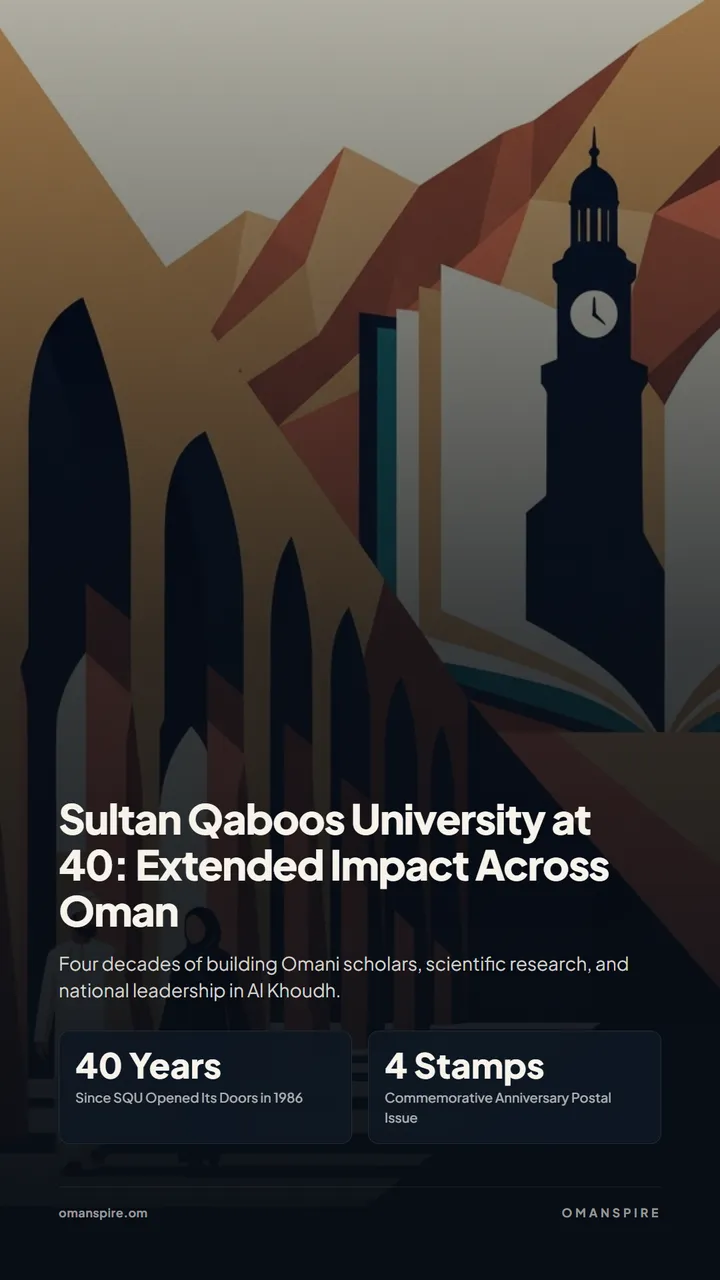 Sultan Qaboos University at
40: Extended Impact Across
Oman
Four decades of building Omani scholars, scientific research, and
national leadership in Al Khoudh.
40 Years
Since SQU Opened Its Doors in 1986
4 Stamps
Commemorative Anniversary Postal
Issue
omanspire.om
OMANSPIRE